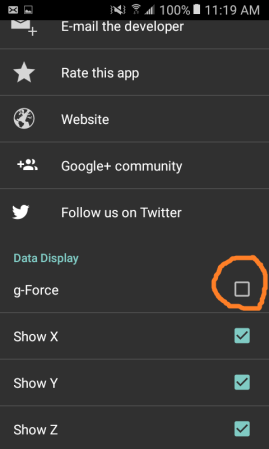 100% 11:19 AM
E-mail the developer
Rate this app
Website
Google+ community
Follow us on Twitter
Data Display
g-Force
Show X
Show Y
Show Z